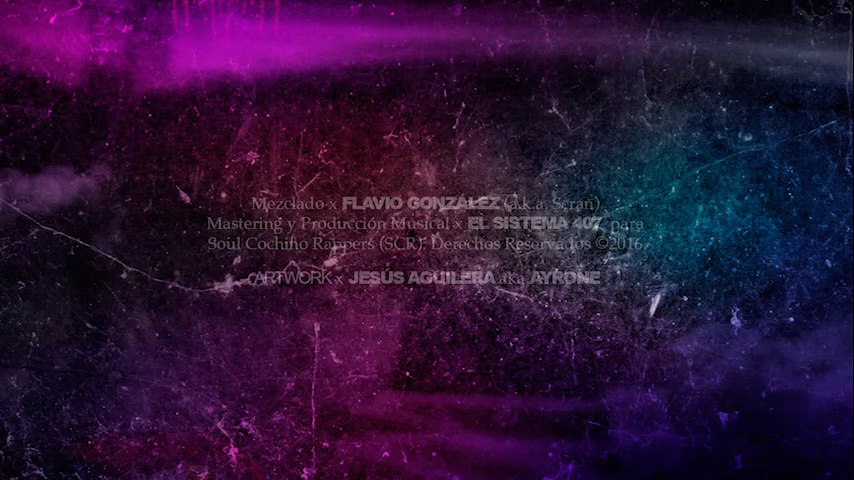 Mezclado x FLAVIO GONZÁLEZ (a.k.a. Scran)
Mastering y Producción Musical x EL SISTEMA 407 para
Soul Cochino Rappers (SCR). Derechos Reservados ©2016
ARTWORK x JESÚS AGUILERA aka AYRONE